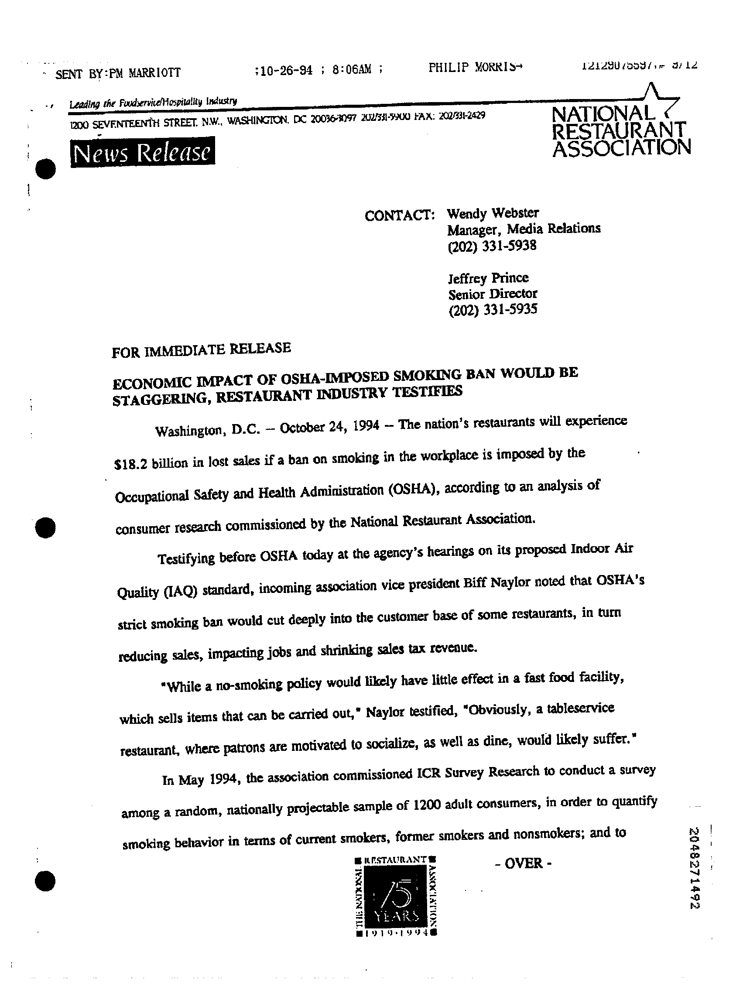 SENT BY:PM MARRIOTT ;10-26-94 ; 8:06AM ; PHILIP MORRIS→
Leading the Foodservice/Hospitality Industry
1200 SEVENTEENTH STREET, N.W., WASHINGTON, DC 20036-3097 202/331-5900 FAX: 202/331-2429
NATIONAL
RESTAURANT
ASSOCIATION
News Release
CONTACT: Wendy Webster
Manager, Media Relations
(202) 331-5938
Jeffrey Prince
Senior Director
(202) 331-5935
FOR IMMEDIATE RELEASE
ECONOMIC IMPACT OF OSHA-IMPOSED SMOKING BAN WOULD BE
STAGGERING, RESTAURANT INDUSTRY TESTIFIES
Washington, D.C. -- October 24, 1994 -- The nation's restaurants will experience
$18.2 billion in lost sales if a ban on smoking in the workplace is imposed by the
Occupational Safety and Health Administration (OSHA), according to an analysis of
consumer research commissioned by the National Restaurant Association.
Testifying before OSHA today at the agency's hearings on its proposed Indoor Air
Quality (IAQ) standard, incoming association vice president Biff Naylor noted that OSHA's
strict smoking ban would cut deeply into the customer base of some restaurants, in turn
reducing sales, impacting jobs and shrinking sales tax revenue.
"While a no-smoking policy would likely have little effect in a fast food facility,
which sells items that can be carried out," Naylor testified, "Obviously, a tableservice
restaurant, where patrons are motivated to socialize, as well as dine, would likely suffer."
In May 1994, the association commissioned ICR Survey Research to conduct a survey
among a random, nationally projectable sample of 1200 adult consumers, in order to quantify
smoking behavior in terms of current smokers, former smokers and nonsmokers; and to
- OVER -
THE NATIONAL
RESTAURANT
ASSOCIATION
75
YEARS
1919-1994
2048271492